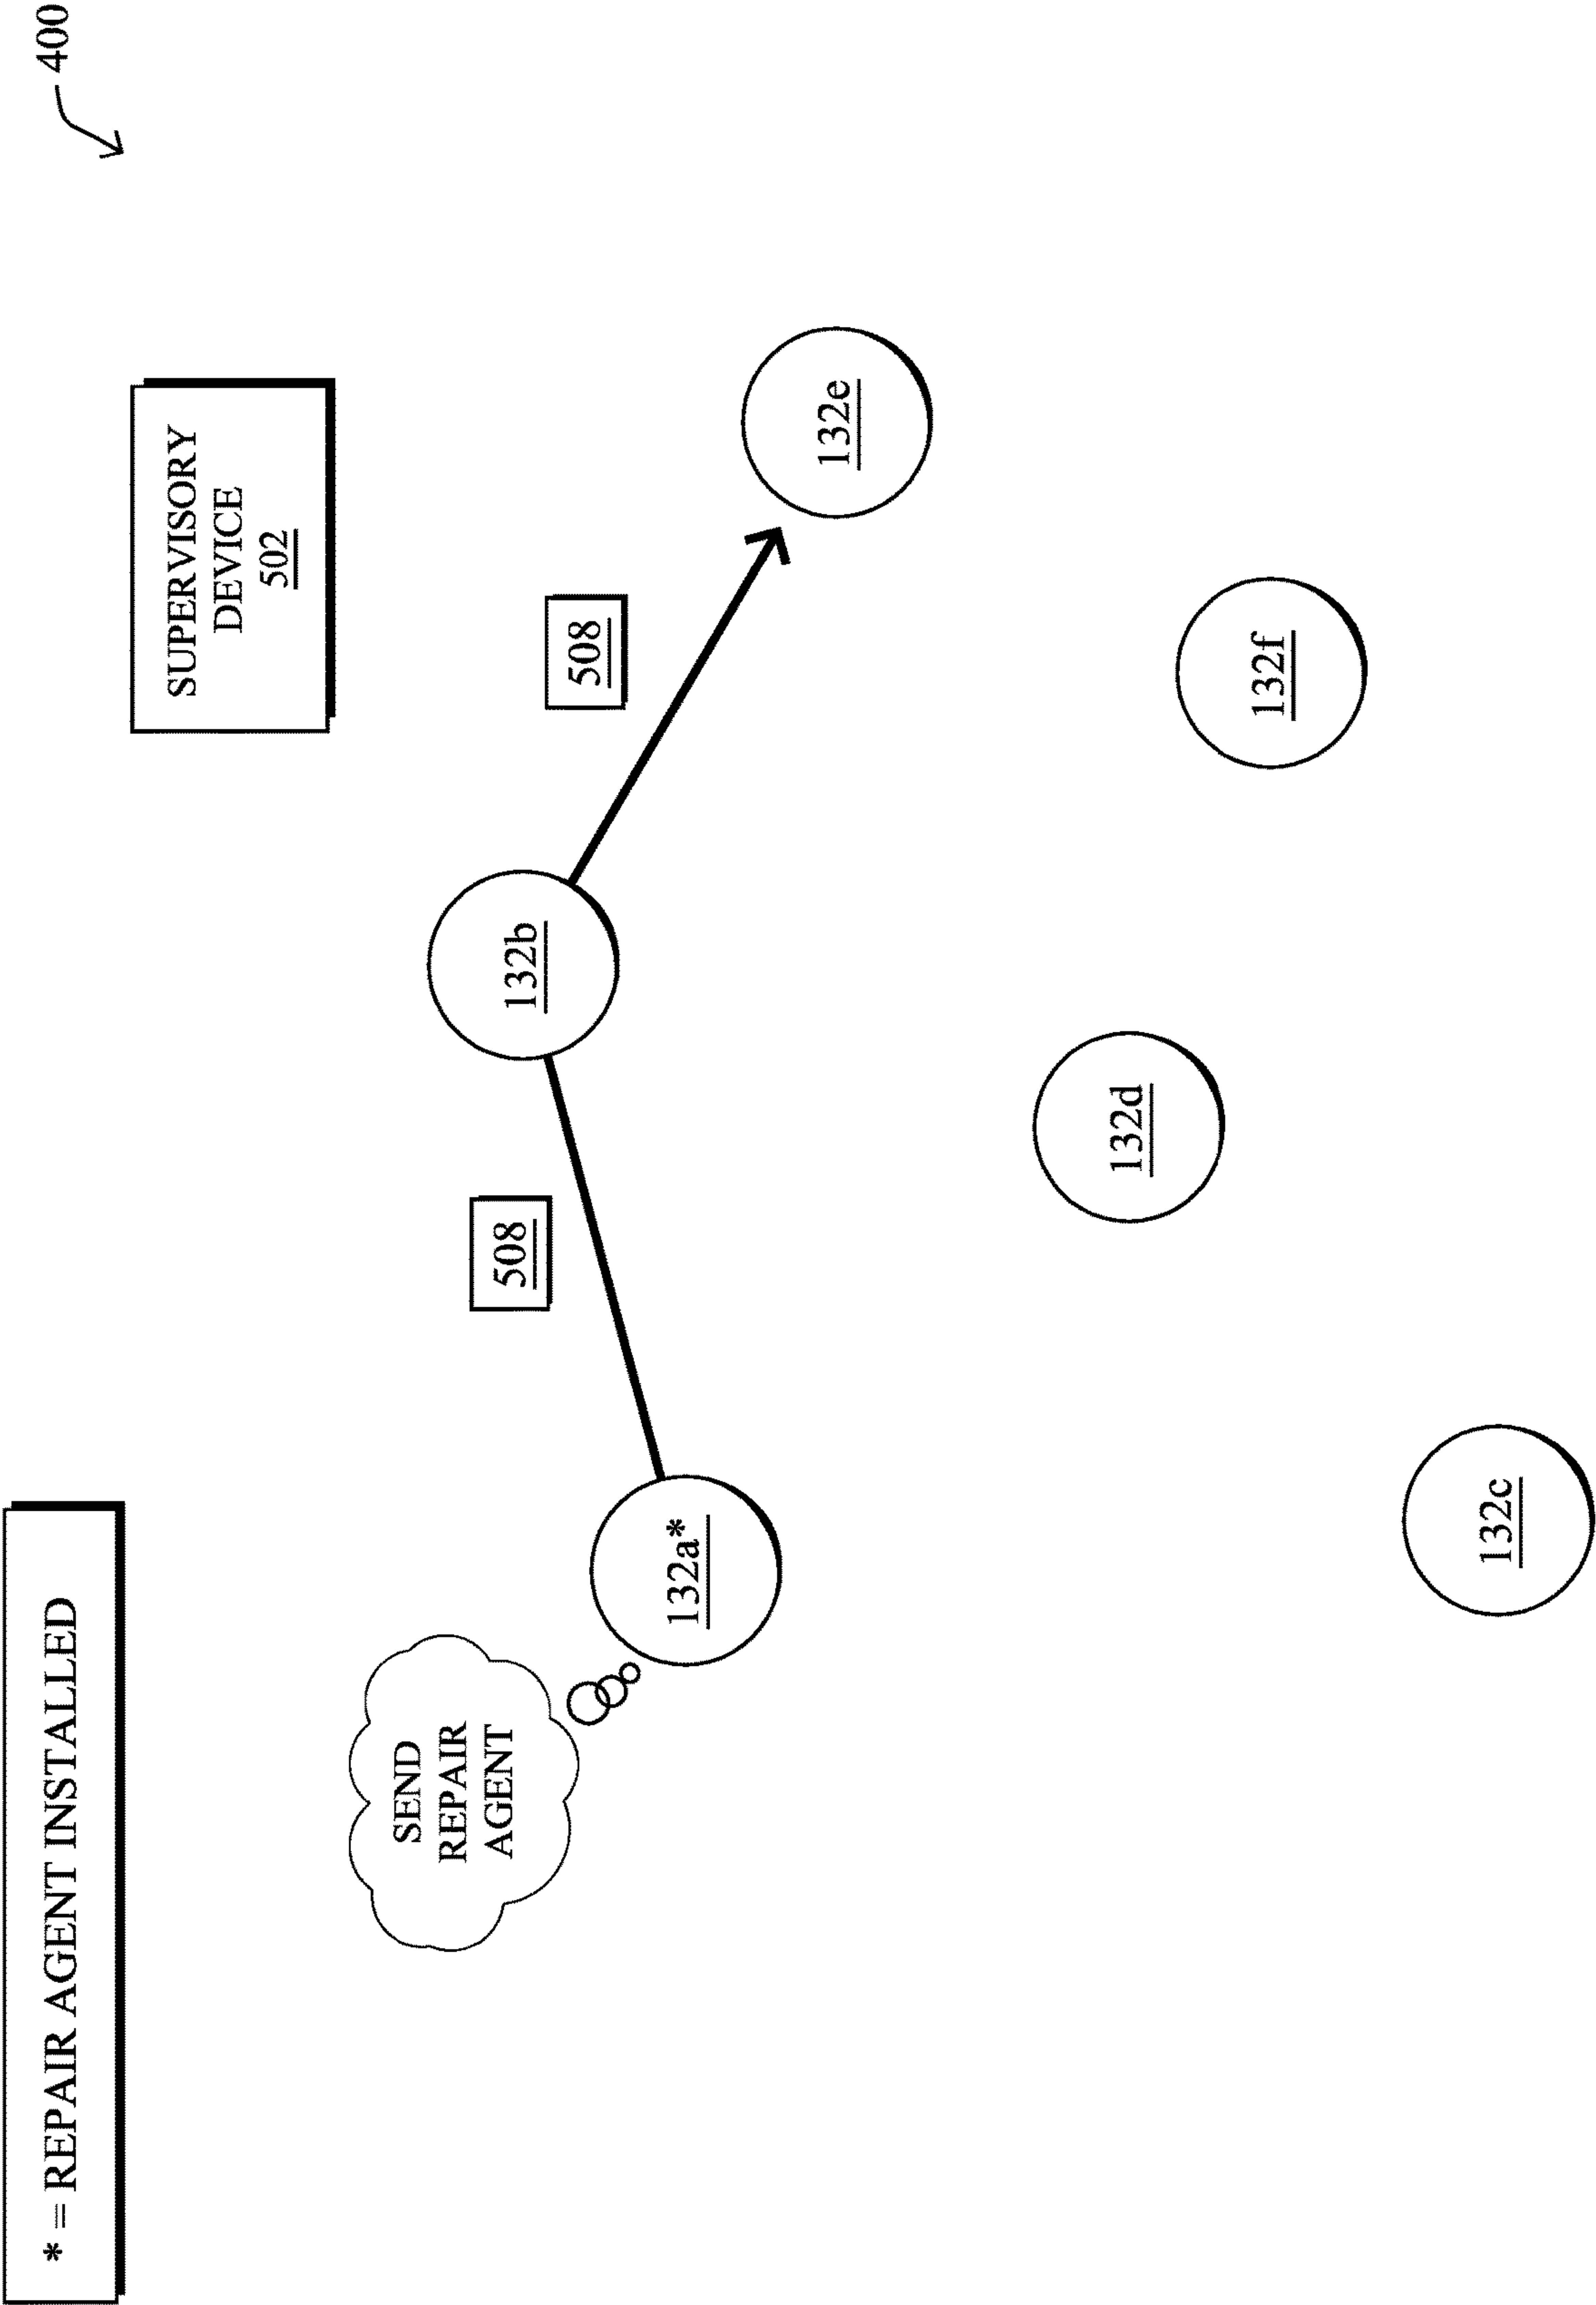 * = REPAIR AGENT INSTALLED
400
SUPERVISORY
DEVICE
502
SEND
REPAIR
AGENT
508
508
132b
132a*
132e
132d
132f
132c